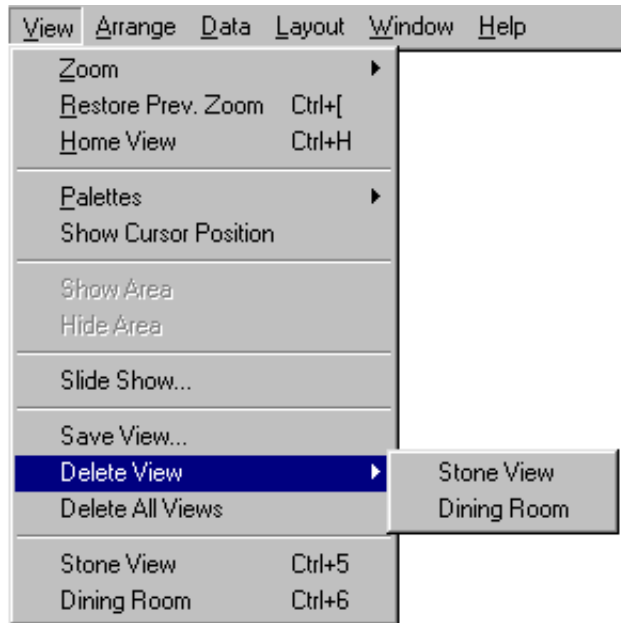 View Arrange Data Layout Window Help
Zoom
Restore Prev. Zoom Ctrl+[
Home View Ctrl+H
Palettes
Show Cursor Position
Show Area
Hide Area
Slide Show...
Save View...
Delete View
Stone View
Dining Room
Delete All Views
Stone View Ctrl+5
Dining Room Ctrl+6